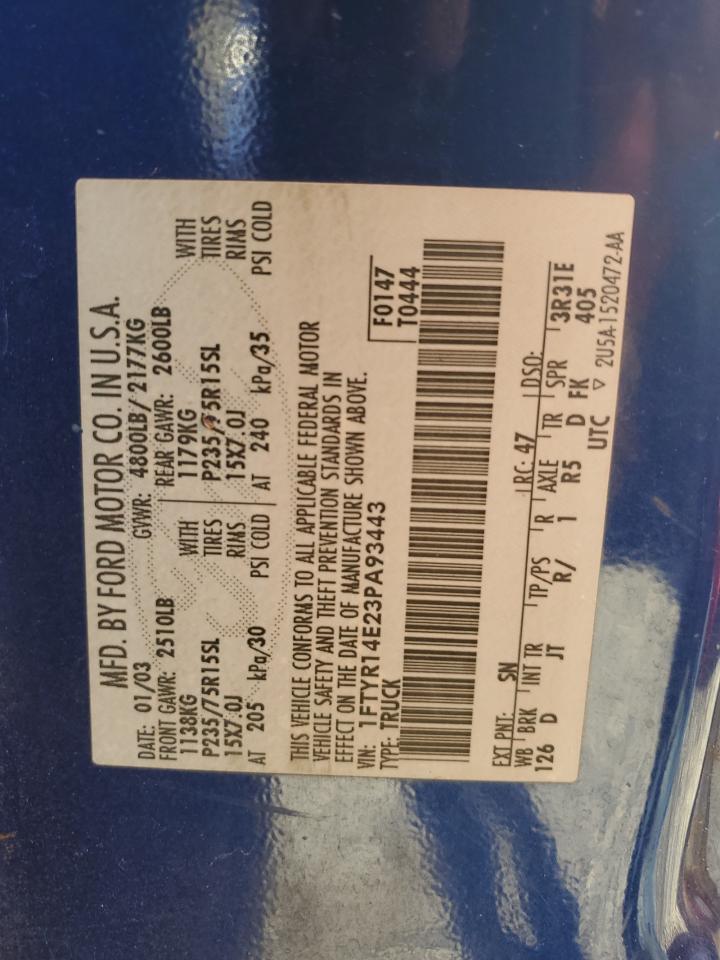 MFD. BY FORD MOTOR CO. IN U.S.A.
DATE: 01/03 GVWR: 4800LB/2177KG
FRONT GAWR: 2510LB REAR GAWR: 2600LB
1138KG WITH 1179KG WITH
P235/75R15SL TIRES P235/75R15SL TIRES
15X7.0J RIMS 15X7.0J RIMS
AT 205 kPa/30 PSI COLD AT 240 kPa/35 PSI COLD
THIS VEHICLE CONFORMS TO ALL APPLICABLE FEDERAL MOTOR
VEHICLE SAFETY AND THEFT PREVENTION STANDARDS IN
EFFECT ON THE DATE OF MANUFACTURE SHOWN ABOVE.
VIN: 1FTYR14E23PA93443 F0147
TYPE: TRUCK T0444
EXT PNT: SN RC: 47 DSO:
WB BRK INT TR TP/PS R AXLE TR SPR 3R31E
126 D JT R/ 1 R5 D FK 405
UTC ▽ 2U5A-1520472-AA